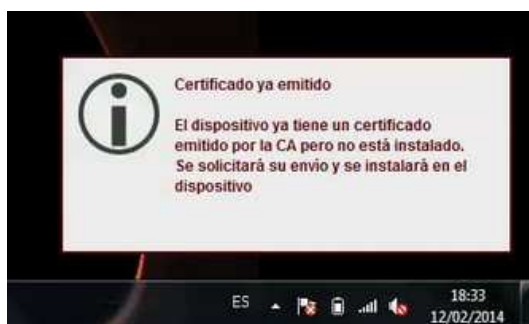 Certificado ya emitido
El dispositivo ya tiene un certificado
emitido por la CA pero no está instalado.
Se solicitará su envío y se instalará en el
dispositivo
ES
18:33
12/02/2014